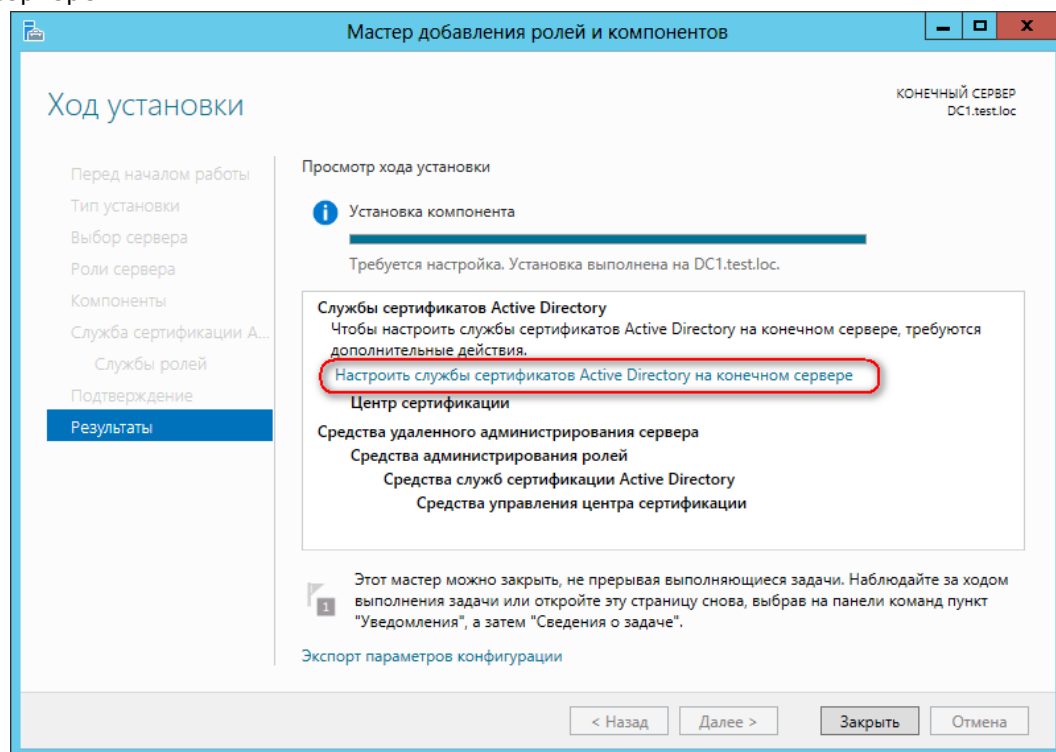 Мастер добавления ролей и компонентов
Ход установки
КОНЕЧНЫЙ СЕРВЕР
DC1.test.loc
Перед началом работы
Тип установки
Выбор сервера
Роли сервера
Компоненты
Служба сертификации A...
Службы ролей
Подтверждение
Результаты
Просмотр хода установки
Установка компонента
Требуется настройка. Установка выполнена на DC1.test.loc.
Службы сертификатов Active Directory
Чтобы настроить службы сертификатов Active Directory на конечном сервере, требуются
дополнительные действия.
Настроить службы сертификатов Active Directory на конечном сервере
Центр сертификации
Средства удаленного администрирования сервера
Средства администрирования ролей
Средства служб сертификации Active Directory
Средства управления центра сертификации
1
Этот мастер можно закрыть, не прерывая выполняющиеся задачи. Наблюдайте за ходом
выполнения задачи или откройте эту страницу снова, выбрав на панели команд пункт
"Уведомления", а затем "Сведения о задаче".
Экспорт параметров конфигурации
< Назад
Далее >
Закрыть
Отмена